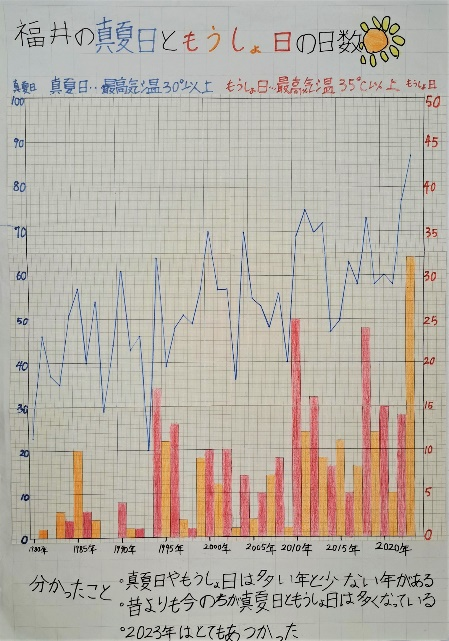 福井の真夏日ともうしょ日の日数
真夏日 真夏日‥最高気温30°以上 もうしょ日‥最高気温35℃以上 もうしょ日
100 50
90 45
80 40
70 35
60 30
50 25
40 20
30 15
20 10
10 5
0 0
1980年 1985年 1990年 1995年 2000年 2005年 2010年 2015年 2020年
分かったこと ・真夏日やもうしょ日は多い年と少ない年がある
・昔よりも今のちが真夏日ともうしょ日は多くなっている
・2023年はとてもあつかった